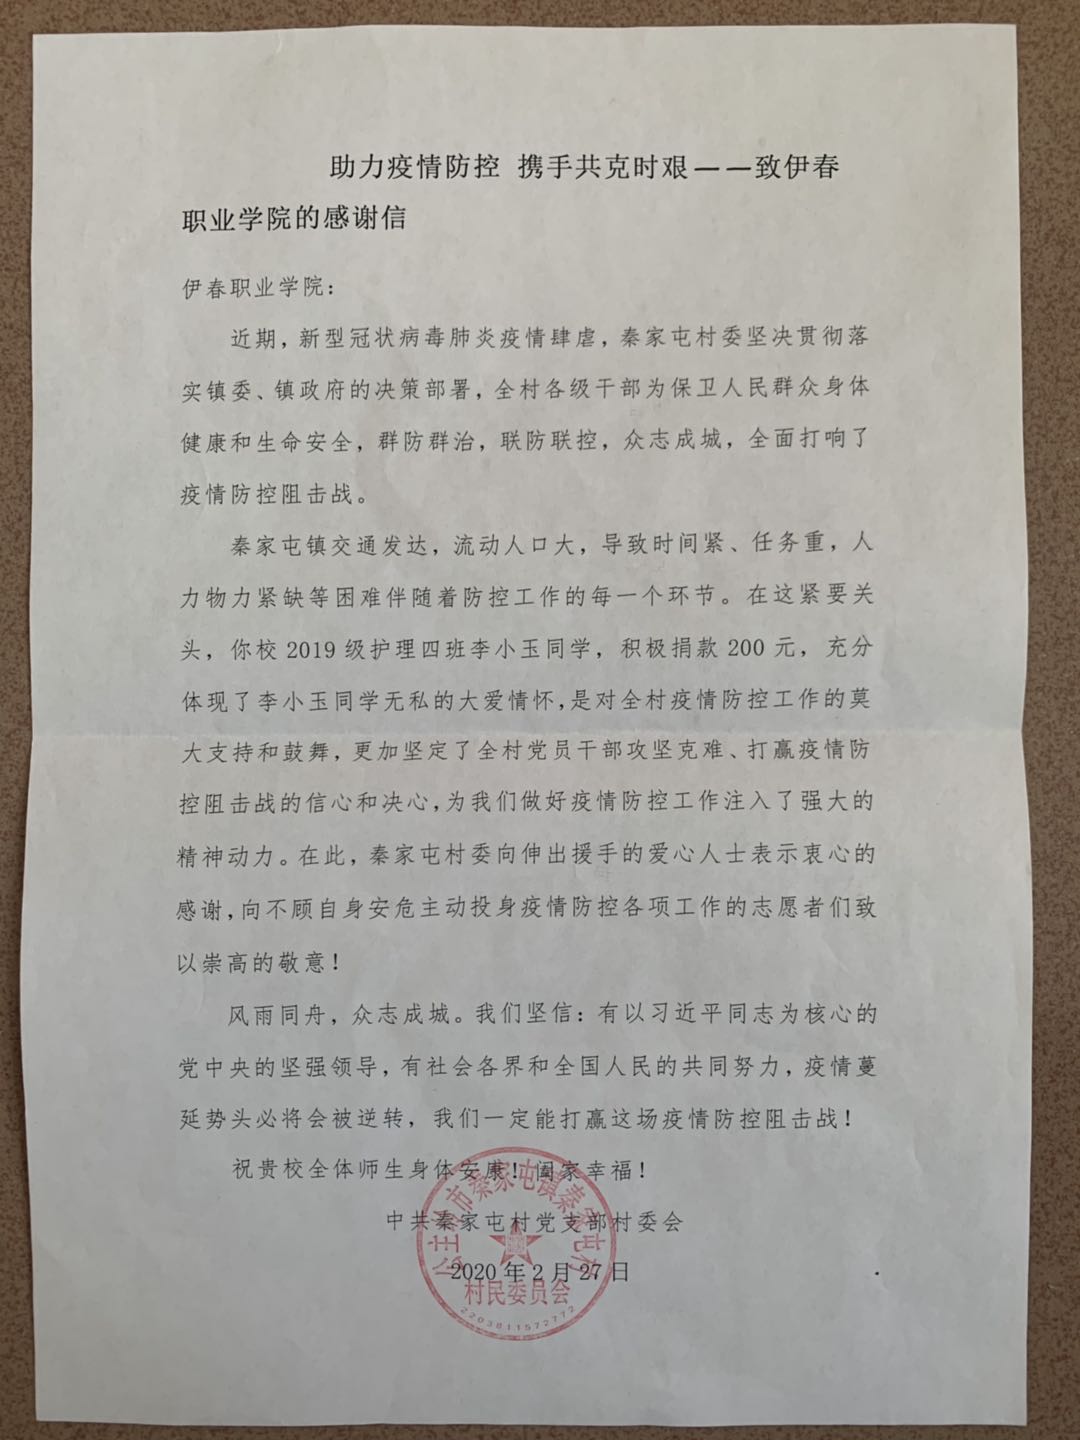 助力疫情防控 携手共克时艰——致伊春
职业学院的感谢信
伊春职业学院：
近期，新型冠状病毒肺炎疫情肆虐，秦家屯村委坚决贯彻落
实镇委、镇政府的决策部署，全村各级干部为保卫人民群众身体
健康和生命安全，群防群治，联防联控，众志成城，全面打响了
疫情防控阻击战。
秦家屯镇交通发达，流动人口大，导致时间紧、任务重，人
力物力紧缺等困难伴随着防控工作的每一个环节。在这紧要关
头，你校 2019 级护理四班李小玉同学，积极捐款 200 元，充分
体现了李小玉同学无私的大爱情怀，是对全村疫情防控工作的莫
大支持和鼓舞，更加坚定了全村党员干部攻坚克难、打赢疫情防
控阻击战的信心和决心，为我们做好疫情防控工作注入了强大的
精神动力。在此，秦家屯村委向伸出援手的爱心人士表示衷心的
感谢，向不顾自身安危主动投身疫情防控各项工作的志愿者们致
以崇高的敬意！
风雨同舟，众志成城。我们坚信：有以习近平同志为核心的
党中央的坚强领导，有社会各界和全国人民的共同努力，疫情蔓
延势头必将会被逆转，我们一定能打赢这场疫情防控阻击战！
祝贵校全体师生身体安康！阖家幸福！
中共秦家屯村党支部村委会
2020 年 2 月 27 日
公主岭市秦家屯镇秦家屯村
村民委员会
2203811572772